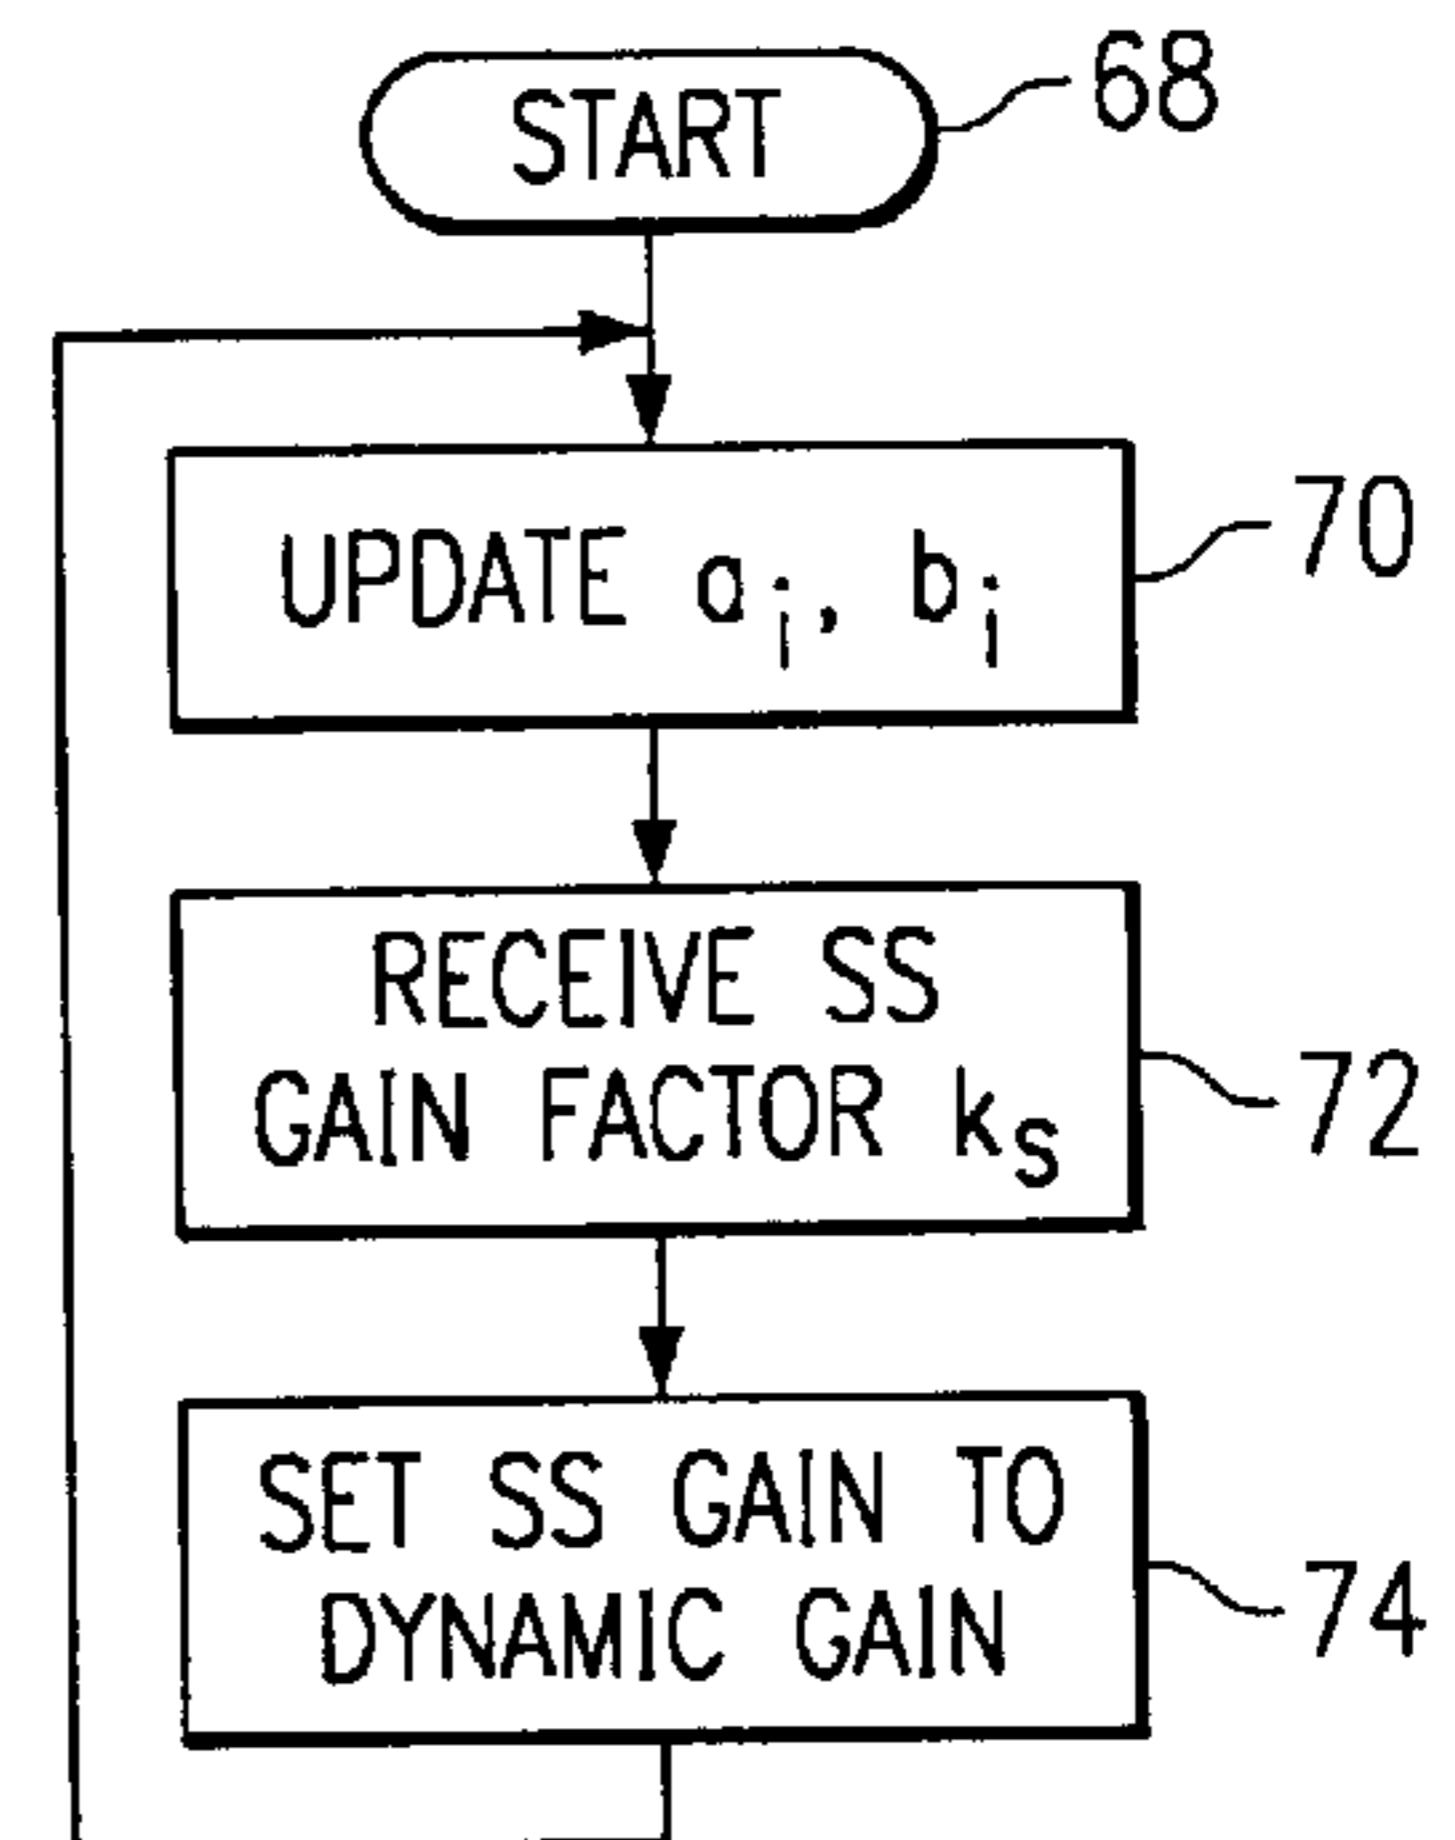 START
68
UPDATE aᵢ, bᵢ
70
RECEIVE SS
GAIN FACTOR kₛ
72
SET SS GAIN TO
DYNAMIC GAIN
74